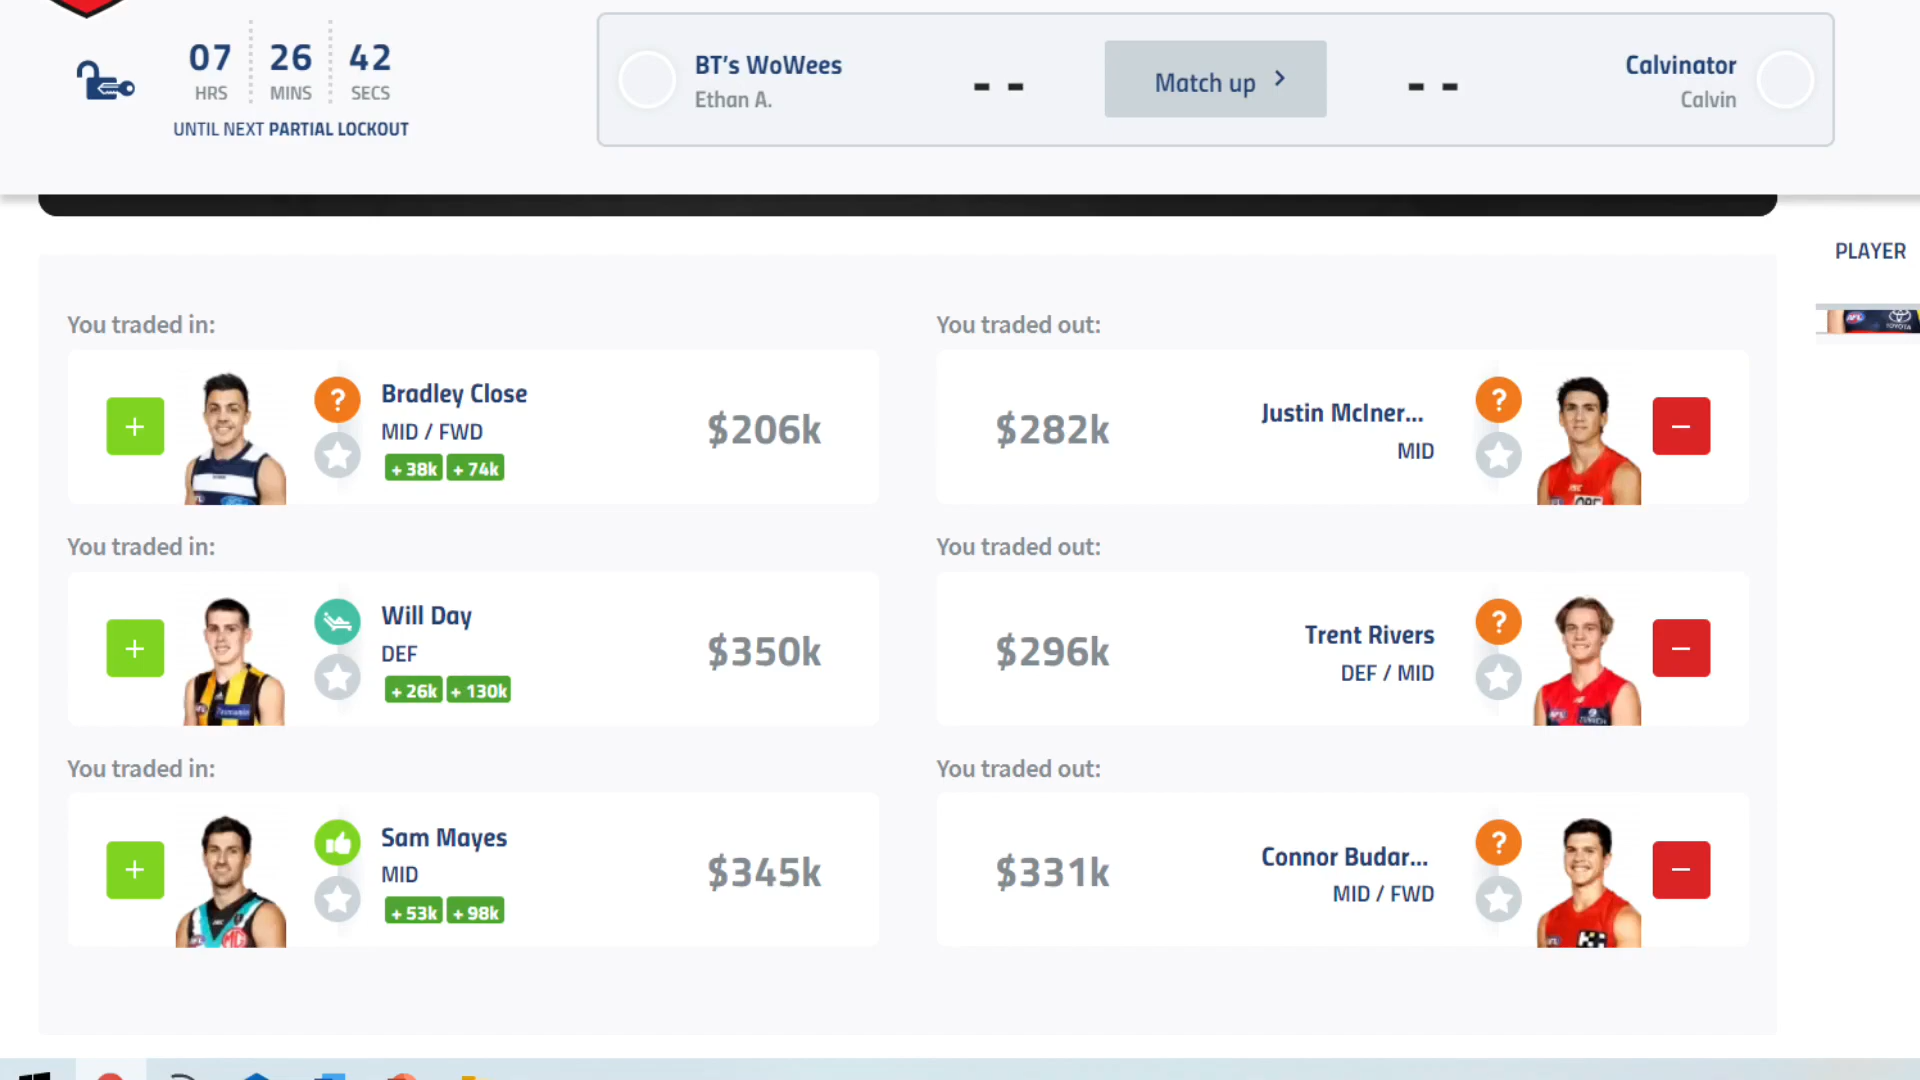 07 26 42
HRS MINS SECS
UNTIL NEXT PARTIAL LOCKOUT
BT's WoWees
Ethan A.
- -
Match up
- -
Calvinator
Calvin
PLAYER
You traded in:
Bradley Close
MID / FWD
+ 38k + 74k
$206k
You traded out:
$282k
Justin McIner...
MID
You traded in:
Will Day
DEF
+ 26k + 130k
$350k
You traded out:
$296k
Trent Rivers
DEF / MID
You traded in:
Sam Mayes
MID
+ 53k + 98k
$345k
You traded out:
$331k
Connor Budar...
MID / FWD